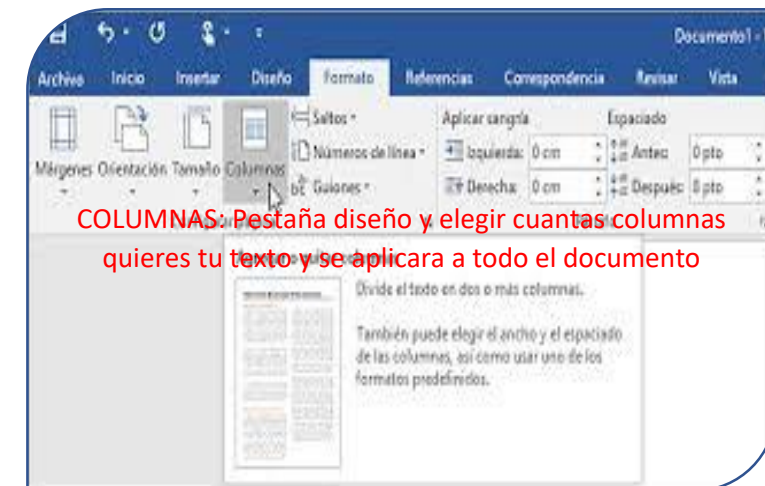 Documento1 -
Archivo Inicio Insertar Diseño Formato Referencias Correspondencia Revisar Vista
Saltos Aplicar sangría Espaciado
Márgenes Orientación Tamaño Columnas Números de línea Izquierda: 0 cm Antes: 0 pto
Guiones Derecha: 0 cm Después: 0 pto
COLUMNAS: Pestaña diseño y elegir cuantas columnas
quieres tu texto y se aplicara a todo el documento
Divide el texto en dos o más columnas.
También puede elegir el ancho y el espaciado
de las columnas, así como usar uno de los
formatos predefinidos.